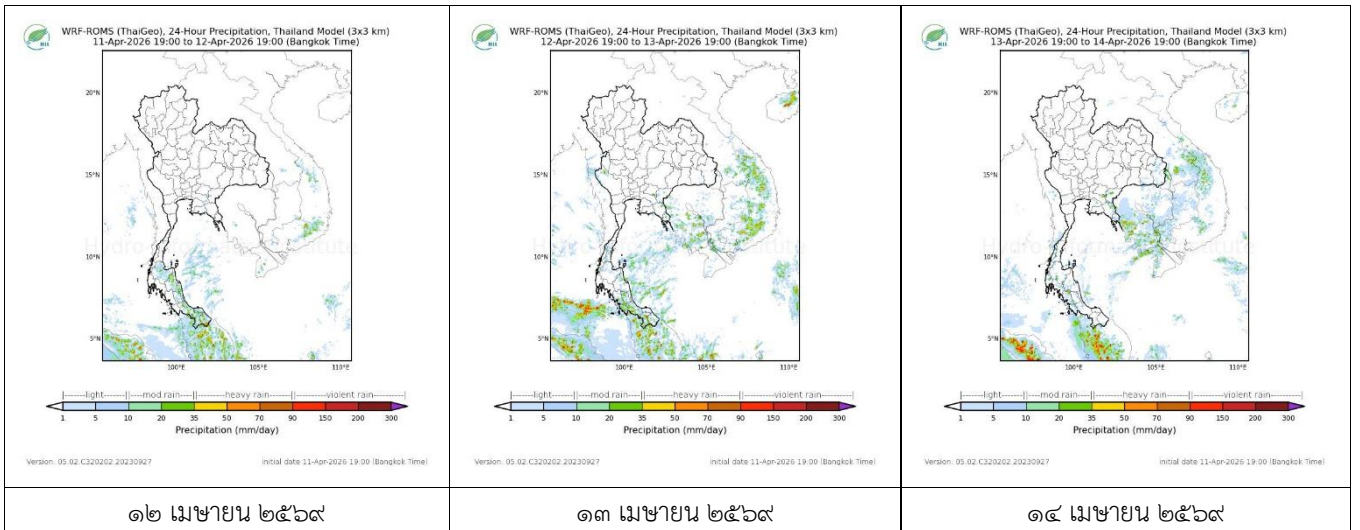 WRF-ROMS (ThaiGeo), 24-Hour Precipitation, Thailand Model (3x3 km)
11-Apr-2026 19:00 to 12-Apr-2026 19:00 (Bangkok Time)
20°N
15°N
10°N
5°N
100°E 105°E 110°E
|-------light-------||----mod rain----||-------heavy rain-------||-------violent rain-------|
1 5 10 20 35 50 70 90 150 200 300
Precipitation (mm/day)
Version: 05.02.C320202.20230927 initial date 11-Apr-2026 19:00 (Bangkok Time)
๑๒ เมษายน ๒๕๖๙
WRF-ROMS (ThaiGeo), 24-Hour Precipitation, Thailand Model (3x3 km)
12-Apr-2026 19:00 to 13-Apr-2026 19:00 (Bangkok Time)
20°N
15°N
10°N
5°N
100°E 105°E 110°E
|-------light-------||----mod rain----||-------heavy rain-------||-------violent rain-------|
1 5 10 20 35 50 70 90 150 200 300
Precipitation (mm/day)
Version: 05.02.C320202.20230927 initial date 11-Apr-2026 19:00 (Bangkok Time)
๑๓ เมษายน ๒๕๖๙
WRF-ROMS (ThaiGeo), 24-Hour Precipitation, Thailand Model (3x3 km)
13-Apr-2026 19:00 to 14-Apr-2026 19:00 (Bangkok Time)
20°N
15°N
10°N
5°N
100°E 105°E 110°E
|-------light-------||----mod rain----||-------heavy rain-------||-------violent rain-------|
1 5 10 20 35 50 70 90 150 200 300
Precipitation (mm/day)
Version: 05.02.C320202.20230927 initial date 11-Apr-2026 19:00 (Bangkok Time)
๑๔ เมษายน ๒๕๖๙